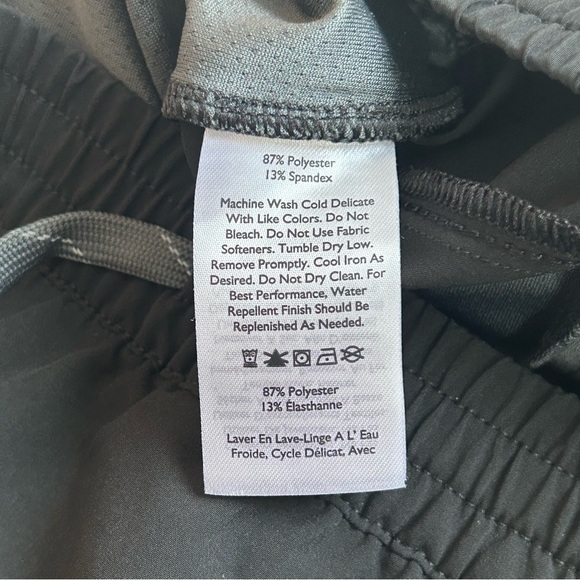 87% Polyester
13% Spandex
Machine Wash Cold Delicate
With Like Colors. Do Not
Bleach. Do Not Use Fabric
Softeners. Tumble Dry Low.
Remove Promptly. Cool Iron As
Desired. Do Not Dry Clean. For
Best Performance, Water
Repellent Finish Should Be
Replenished As Needed.
87% Polyester
13% Élasthanne
Laver En Lave-Linge A L' Eau
Froide, Cycle Délicat, Avec